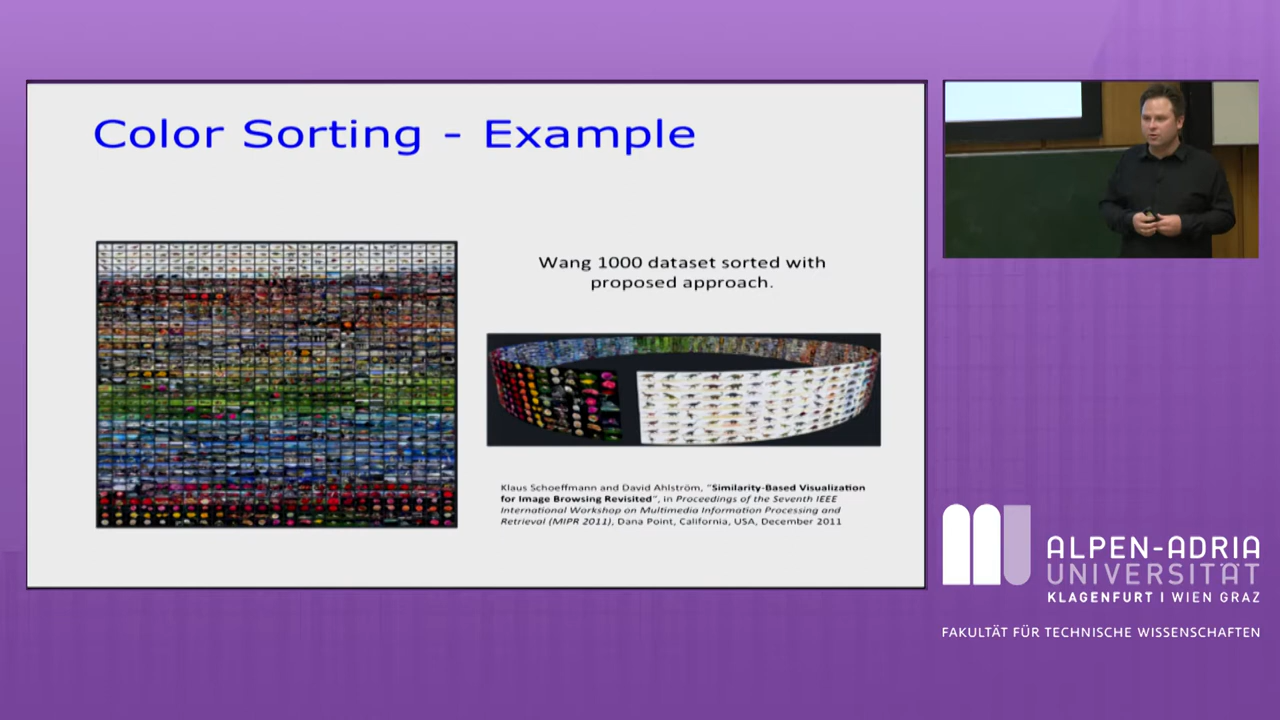 Color Sorting - Example
Wang 1000 dataset sorted with
proposed approach.
Klaus Schoeffmann and David Ahlström, “Similarity-Based Visualization
for Image Browsing Revisited”, in Proceedings of the Seventh IEEE
International Workshop on Multimedia Information Processing and
Retrieval (MIPR 2011), Dana Point, California, USA, December 2011
ALPEN-ADRIA
UNIVERSITÄT
KLAGENFURT I WIEN GRAZ
FAKULTÄT FÜR TECHNISCHE WISSENSCHAFTEN